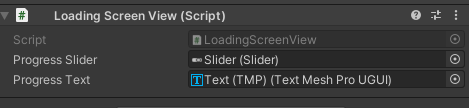 Loading Screen View (Script)
Script LoadingScreenView
Progress Slider Slider (Slider)
Progress Text Text (TMP) (Text Mesh Pro UGUI)